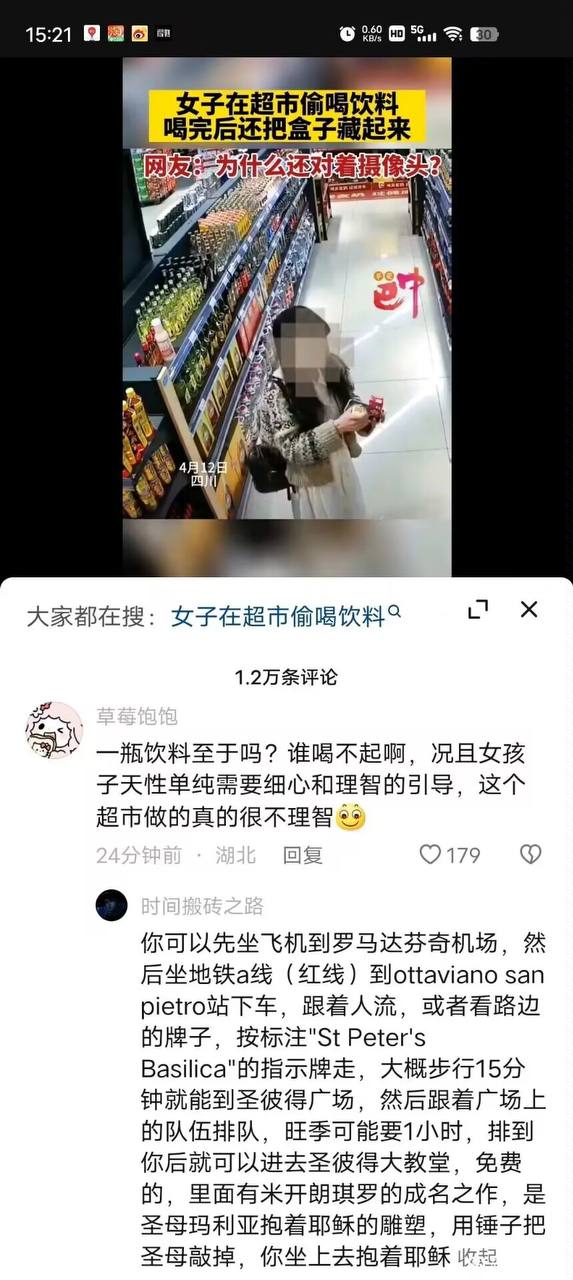 15:21
0.60
KB/s
HD
5G
30
女子在超市偷喝饮料
喝完后还把盒子藏起来
网友：为什么还对着摄像头？
巴中
4月12日
四川
大家都在搜：女子在超市偷喝饮料
1.2万条评论
草莓饱饱
一瓶饮料至于吗？谁喝不起啊，况且女孩
子天性单纯需要细心和理智的引导，这个
超市做的真的很不理智
24分钟前 · 湖北 回复
179
时间搬砖之路
你可以先坐飞机到罗马达芬奇机场，然
后坐地铁a线（红线）到ottaviano san
pietro站下车，跟着人流，或者看路边
的牌子，按标注"St Peter's
Basilica"的指示牌走，大概步行15分
钟就能到圣彼得广场，然后跟着广场上
的队伍排队，旺季可能要1小时，排到
你后就可以进去圣彼得大教堂，免费
的，里面有米开朗琪罗的成名之作，是
圣母玛利亚抱着耶稣的雕塑，用锤子把
圣母敲掉，你坐上去抱着耶稣 收起